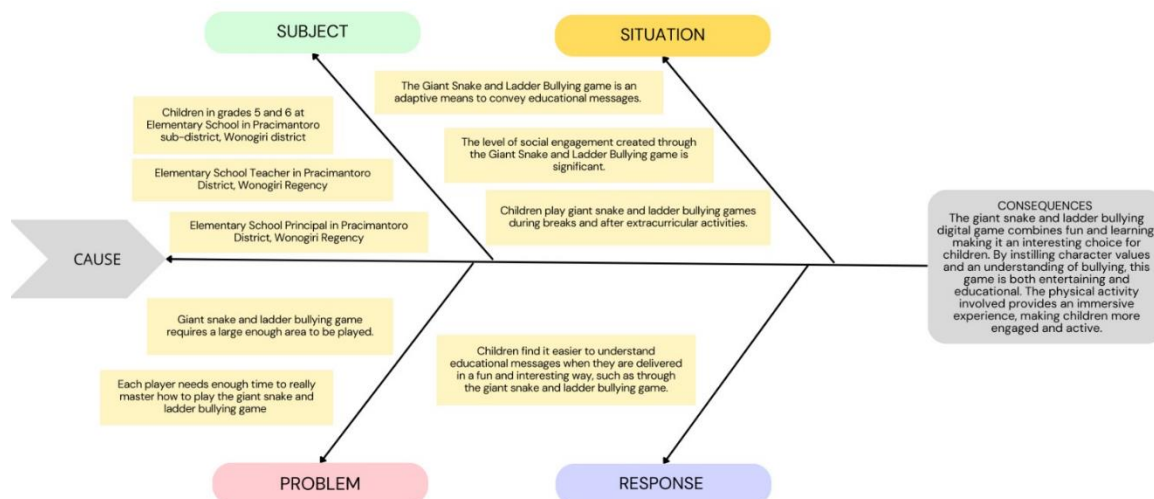 SUBJECT
SITUATION
Children in grades 5 and 6 at
Elementary School in Pracimantoro
sub-district, Wonogiri district
Elementary School Teacher in Pracimantoro
District, Wonogiri Regency
Elementary School Principal in Pracimantoro
District, Wonogiri Regency
The Giant Snake and Ladder Bullying game is an
adaptive means to convey educational messages.
The level of social engagement created through
the Giant Snake and Ladder Bullying game is
significant.
Children play giant snake and ladder bullying games
during breaks and after extracurricular activities.
CAUSE
CONSEQUENCES
The giant snake and ladder bullying
digital game combines fun and learning,
making it an interesting choice for
children. By instilling character values
and an understanding of bullying, this
game is both entertaining and
educational. The physical activity
involved provides an immersive
experience, making children more
engaged and active.
Giant snake and ladder bullying game
requires a large enough area to be played.
Each player needs enough time to really
master how to play the giant snake and
ladder bullying game
Children find it easier to understand
educational messages when they are delivered
in a fun and interesting way, such as through
the giant snake and ladder bullying game.
PROBLEM
RESPONSE